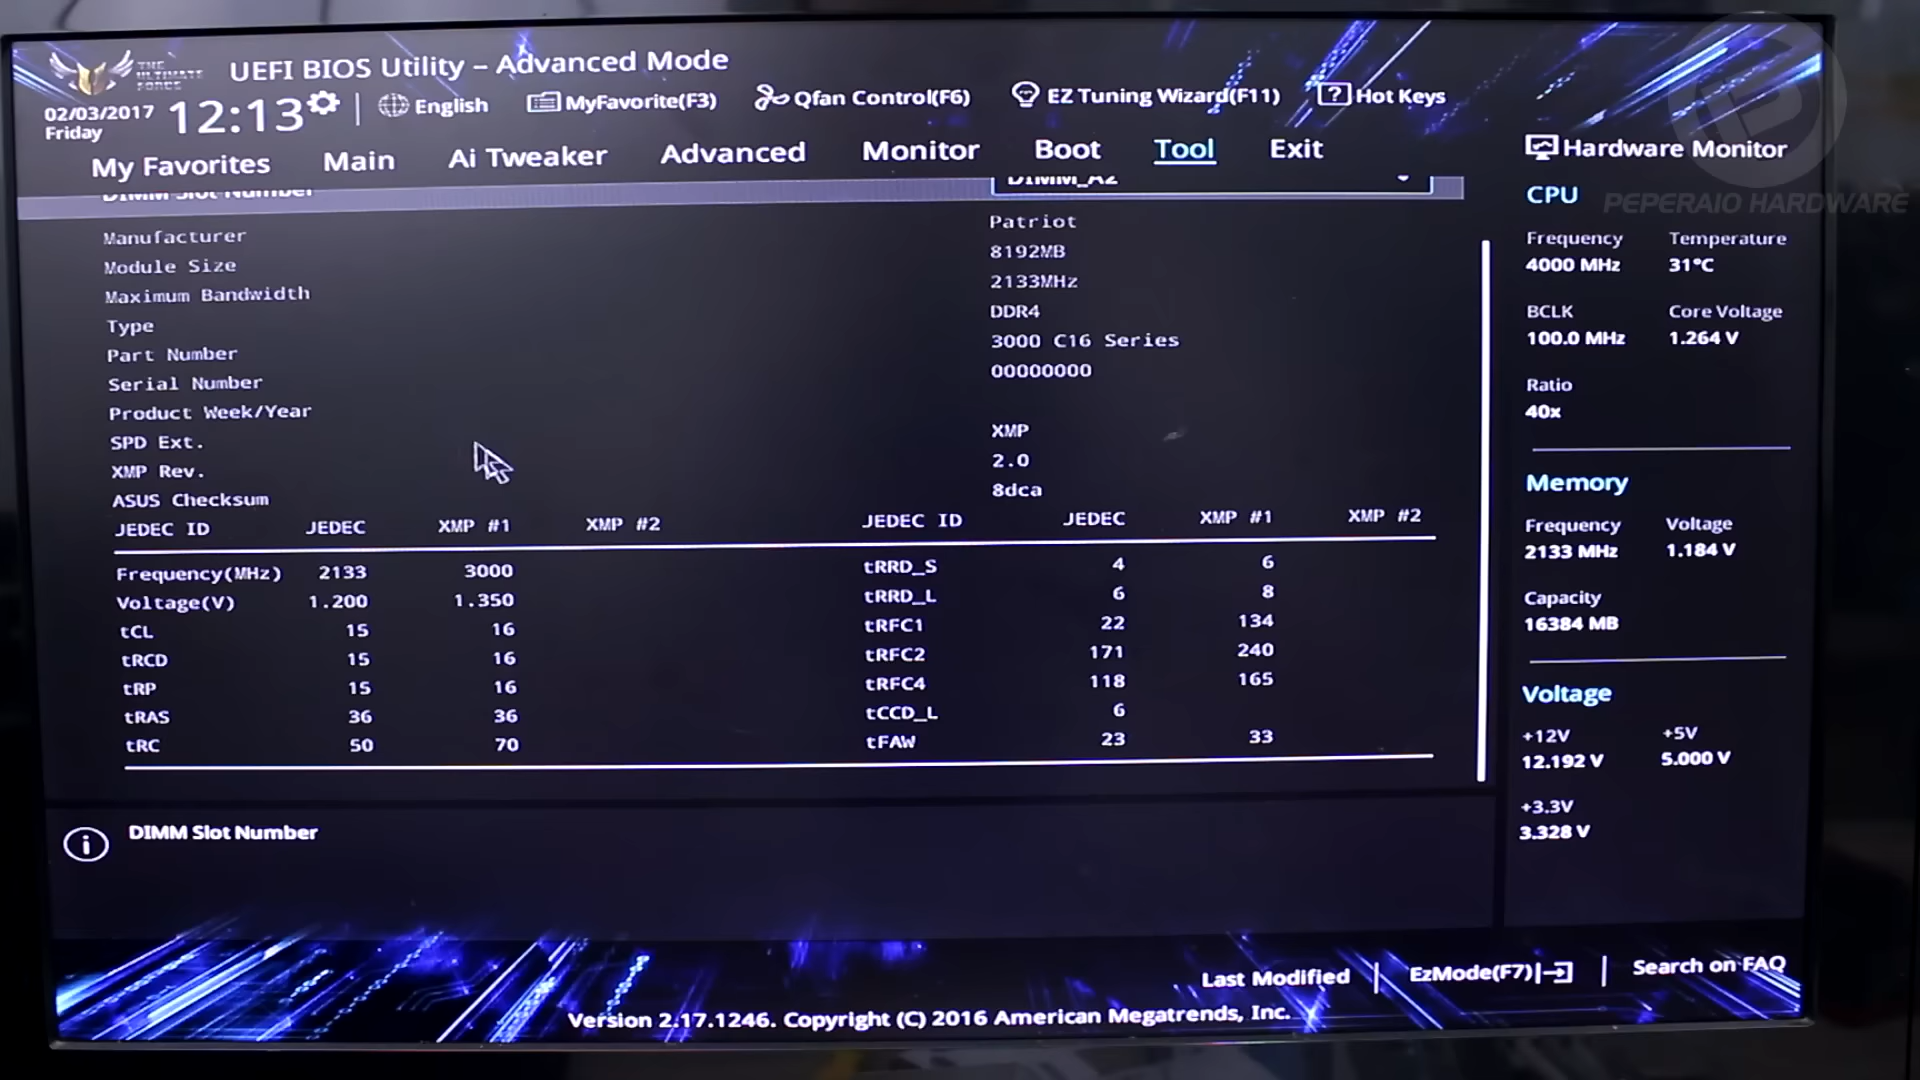 THE
ULTIMATE
FORCE
UEFI BIOS Utility – Advanced Mode
02/03/2017
Friday
12:13
English
MyFavorite(F3)
Qfan Control(F6)
EZ Tuning Wizard(F11)
? Hot Keys
My Favorites Main Ai Tweaker Advanced Monitor Boot Tool Exit
DIMM Slot Number DIMM_A2
Manufacturer Patriot
Module Size 8192MB
Maximum Bandwidth 2133MHz
Type DDR4
Part Number 3000 C16 Series
Serial Number 00000000
Product Week/Year
SPD Ext. XMP
XMP Rev. 2.0
ASUS Checksum 8dca
JEDEC ID JEDEC XMP #1 XMP #2 JEDEC ID JEDEC XMP #1 XMP #2
Frequency(MHz) 2133 3000 tRRD_S 4 6
Voltage(V) 1.200 1.350 tRRD_L 6 8
tCL 15 16 tRFC1 22 134
tRCD 15 16 tRFC2 171 240
tRP 15 16 tRFC4 118 165
tRAS 36 36 tCCD_L 6
tRC 50 70 tFAW 23 33
i DIMM Slot Number
Hardware Monitor
CPU
Frequency Temperature
4000 MHz 31°C
BCLK Core Voltage
100.0 MHz 1.264 V
Ratio
40x
Memory
Frequency Voltage
2133 MHz 1.184 V
Capacity
16384 MB
Voltage
+12V +5V
12.192 V 5.000 V
+3.3V
3.328 V
Last Modified
EzMode(F7)
Search on FAQ
Version 2.17.1246. Copyright (C) 2016 American Megatrends, Inc.
PEPERAIO HARDWARE